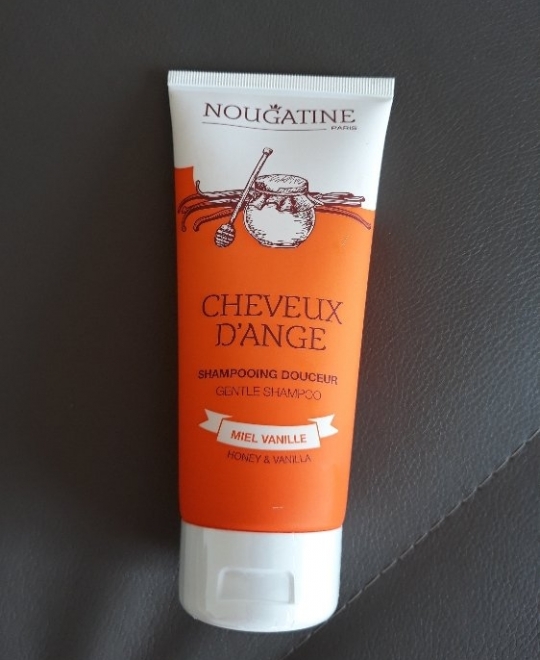 NOUGATINE
PARIS
CHEVEUX
D'ANGE
SHAMPOOING DOUCEUR
GENTLE SHAMPOO
MIEL VANILLE
HONEY & VANILLA